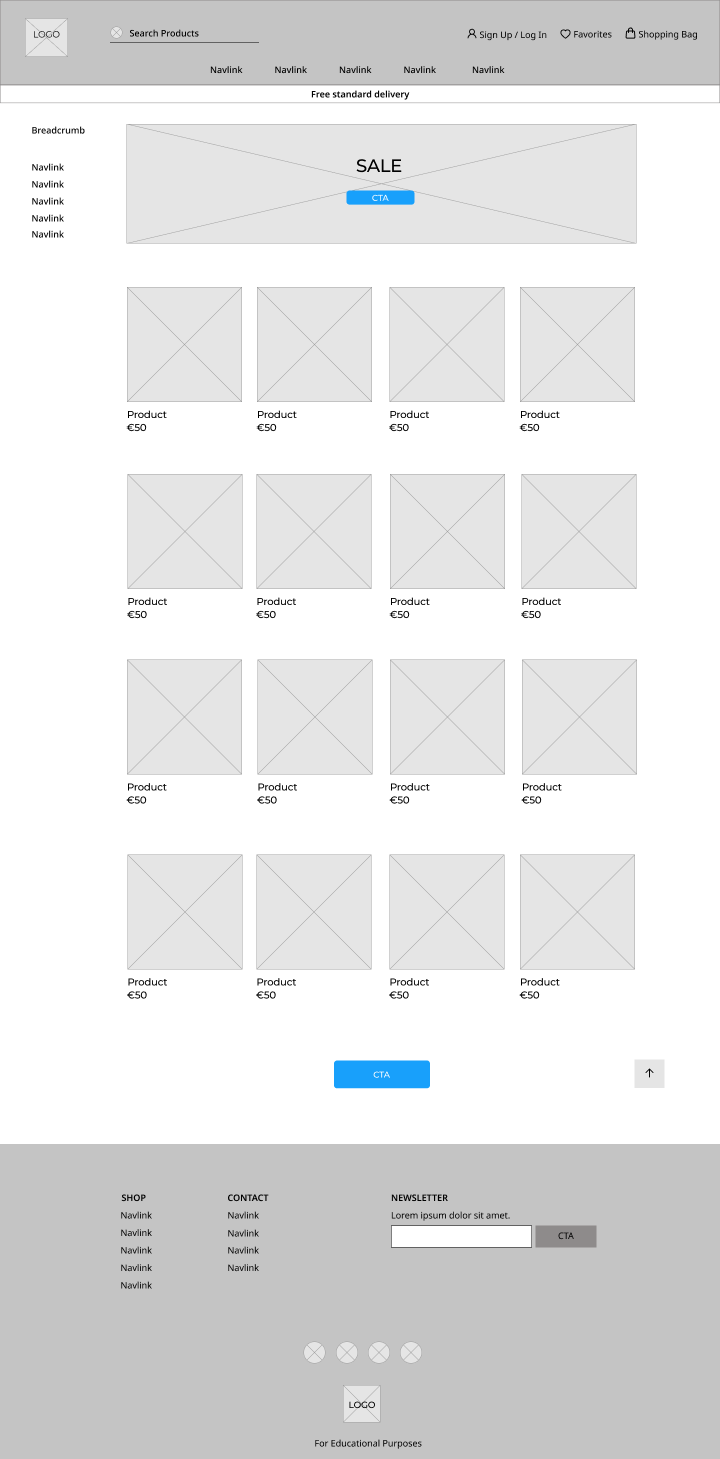 LOGO
Search Products
Sign Up / Log In
Favorites
Shopping Bag
Navlink Navlink Navlink Navlink Navlink
Free standard delivery
Breadcrumb
Navlink
Navlink
Navlink
Navlink
Navlink
SALE
CTA
Product Product Product Product
€50 €50 €50 €50
Product Product Product Product
€50 €50 €50 €50
Product Product Product Product
€50 €50 €50 €50
Product Product Product Product
€50 €50 €50 €50
CTA
SHOP
Navlink
Navlink
Navlink
Navlink
Navlink
CONTACT
Navlink
Navlink
Navlink
Navlink
NEWSLETTER
Lorem ipsum dolor sit amet.
CTA
LOGO
For Educational Purposes